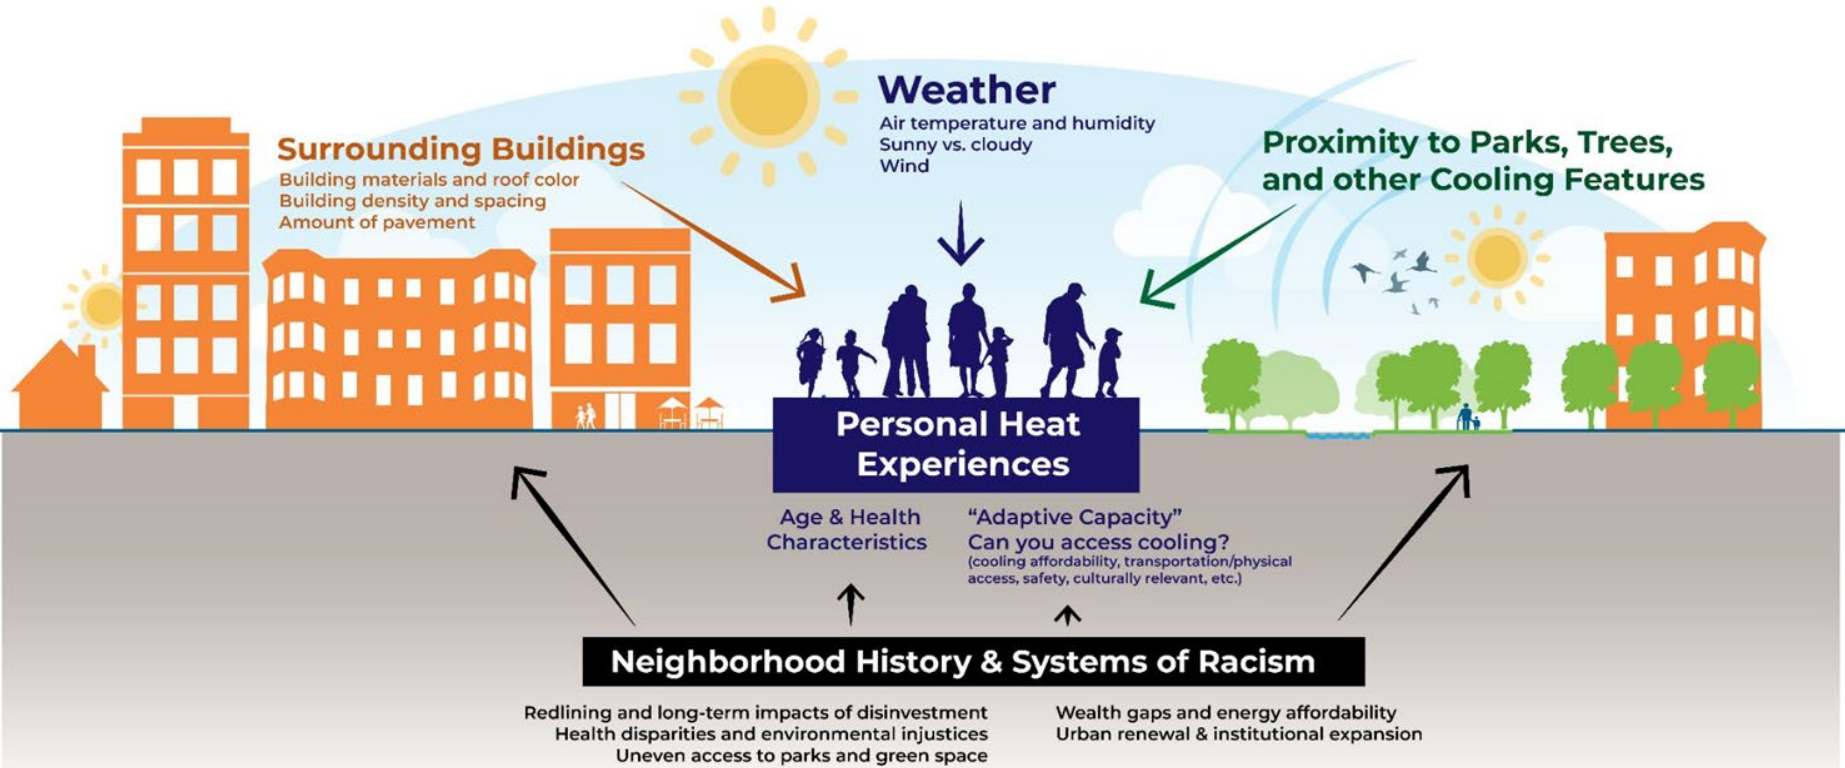 Weather
Air temperature and humidity
Sunny vs. cloudy
Wind
Surrounding Buildings
Building materials and roof color
Building density and spacing
Amount of pavement
Proximity to Parks, Trees,
and other Cooling Features
Personal Heat
Experiences
Age & Health
Characteristics
“Adaptive Capacity”
Can you access cooling?
(cooling affordability, transportation/physical
access, safety, culturally relevant, etc.)
Neighborhood History & Systems of Racism
Redlining and long-term impacts of disinvestment
Health disparities and environmental injustices
Uneven access to parks and green space
Wealth gaps and energy affordability
Urban renewal & institutional expansion